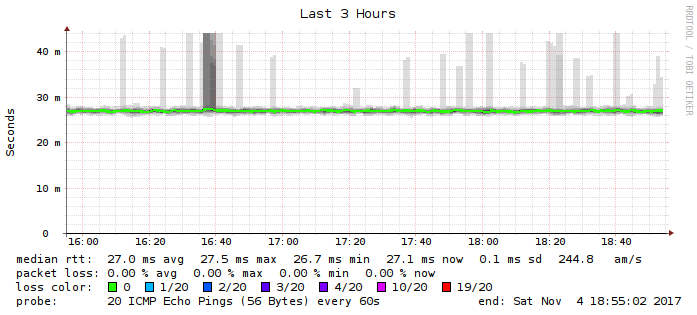 Last 3 Hours
RRDTOOL / TOBI OETIKER
Seconds
40 m
30 m
20 m
10 m
0
16:00 16:20 16:40 17:00 17:20 17:40 18:00 18:20 18:40
median rtt: 27.0 ms avg 27.5 ms max 26.7 ms min 27.1 ms now 0.1 ms sd 244.8 am/s
packet loss: 0.00 % avg 0.00 % max 0.00 % min 0.00 % now
loss color: 0 1/20 2/20 3/20 4/20 10/20 19/20
probe: 20 ICMP Echo Pings (56 Bytes) every 60s end: Sat Nov 4 18:55:02 2017